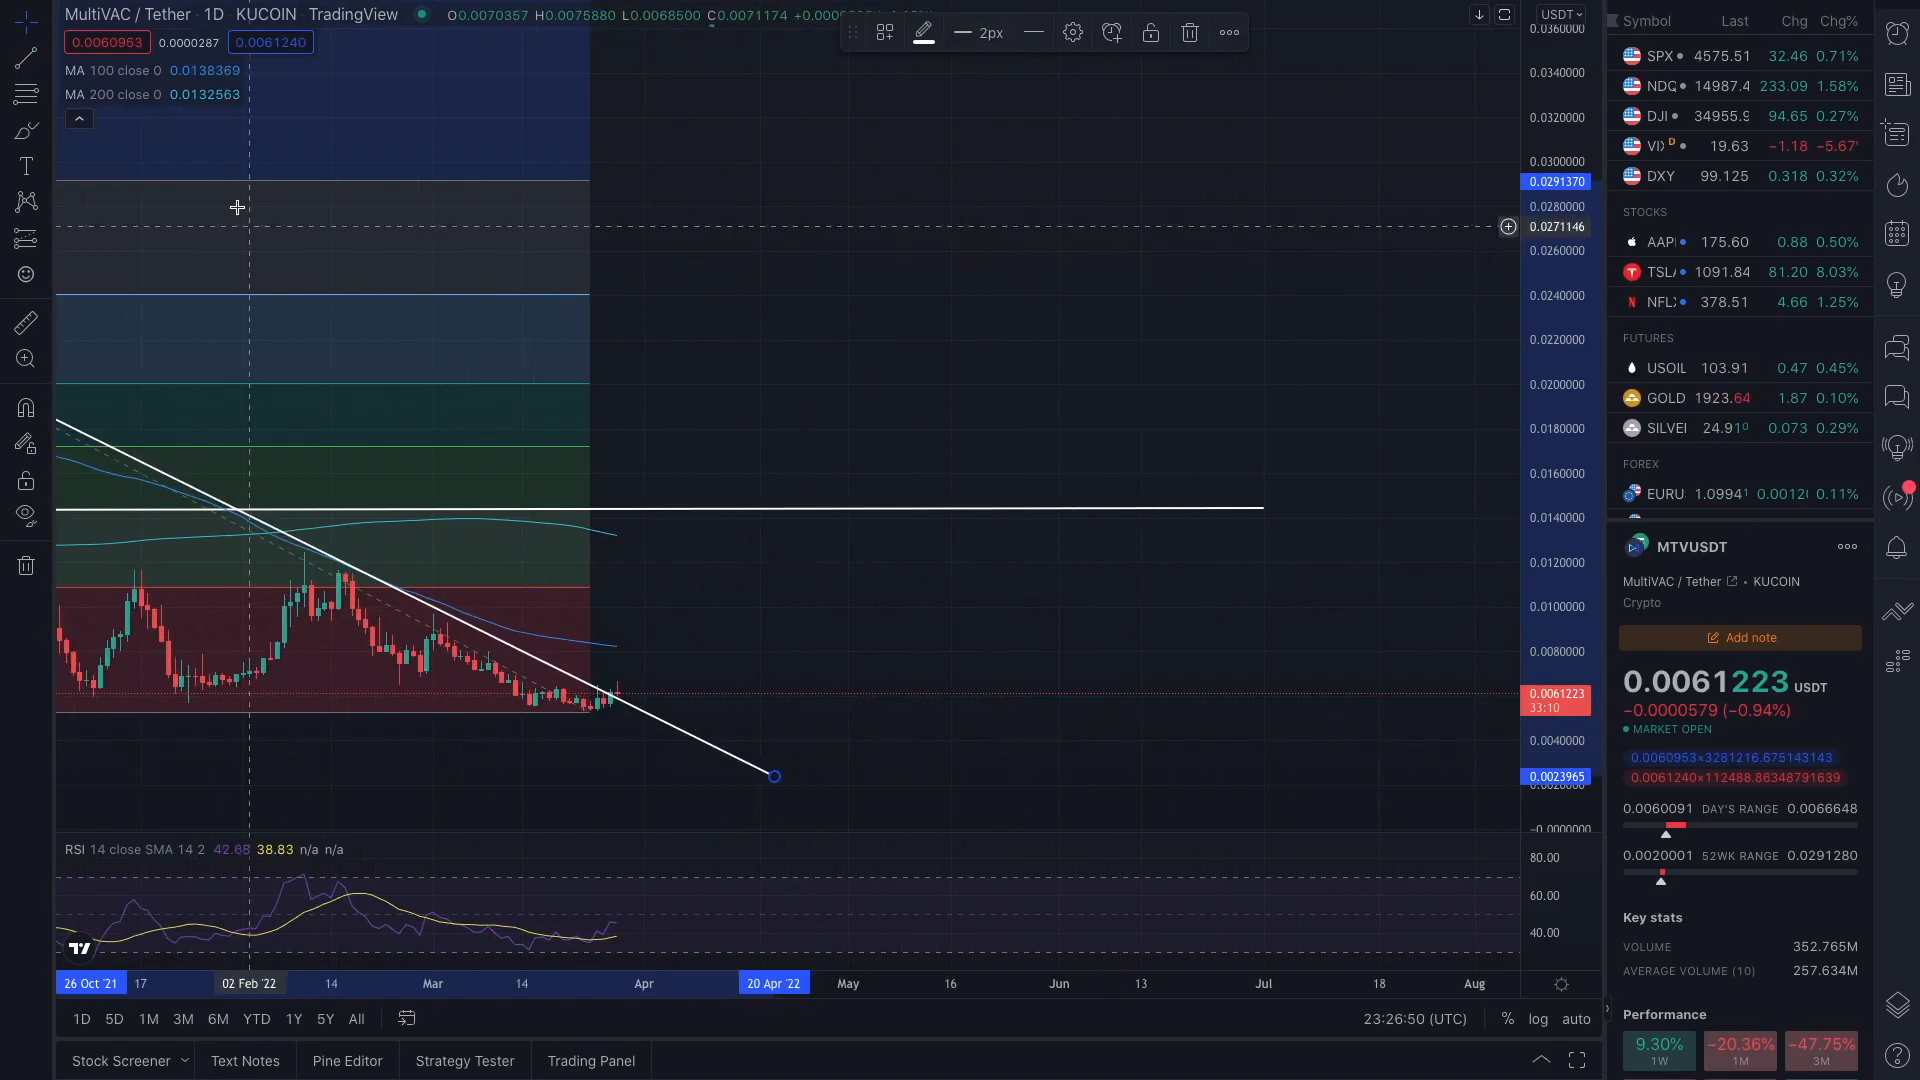 MultiVAC / Tether · 1D · KUCOIN · TradingView
O0.0070357 H0.0075880 L0.0068500 C0.0071174
0.0060953 0.0000287 0.0061240
MA 100 close 0 0.0138369
MA 200 close 0 0.0132563
2px
USDT
0.0360000
0.0340000
0.0320000
0.0300000
0.0291370
0.0280000
0.0271146
0.0260000
0.0240000
0.0220000
0.0200000
0.0180000
0.0160000
0.0140000
0.0120000
0.0100000
0.0080000
0.0061223
33:10
0.0040000
0.0023965
0.0020000
−0.0000000
RSI 14 close SMA 14 2 42.68 38.83 n/a n/a
80.00
60.00
40.00
26 Oct '21 17 02 Feb '22 14 Mar 14 Apr 20 Apr '22 May 16 Jun 13 Jul 18 Aug
1D 5D 1M 3M 6M YTD 1Y 5Y All
23:26:50 (UTC) % log auto
Stock Screener Text Notes Pine Editor Strategy Tester Trading Panel
Symbol Last Chg Chg%
SPX 4575.51 32.46 0.71%
NDQ 14987.4 233.09 1.58%
DJI 34955.9 94.65 0.27%
VIX D 19.63 −1.18 −5.67
DXY 99.125 0.318 0.32%
STOCKS
AAPL 175.60 0.88 0.50%
TSLA 1091.84 81.20 8.03%
NFLX 378.51 4.66 1.25%
FUTURES
USOIL 103.91 0.47 0.45%
GOLD 1923.64 1.87 0.10%
SILVER 24.910 0.073 0.29%
FOREX
EURU 1.09941 0.0012 0.11%
MTVUSDT
MultiVAC / Tether • KUCOIN
Crypto
Add note
0.0061223 USDT
−0.0000579 (−0.94%)
MARKET OPEN
0.0060953×3281216.675143143
0.0061240×112488.86348791639
0.0060091 DAY'S RANGE 0.0066648
0.0020001 52WK RANGE 0.0291280
Key stats
VOLUME 352.765M
AVERAGE VOLUME (10) 257.634M
Performance
9.30% −20.36% −47.75%
1W 1M 3M